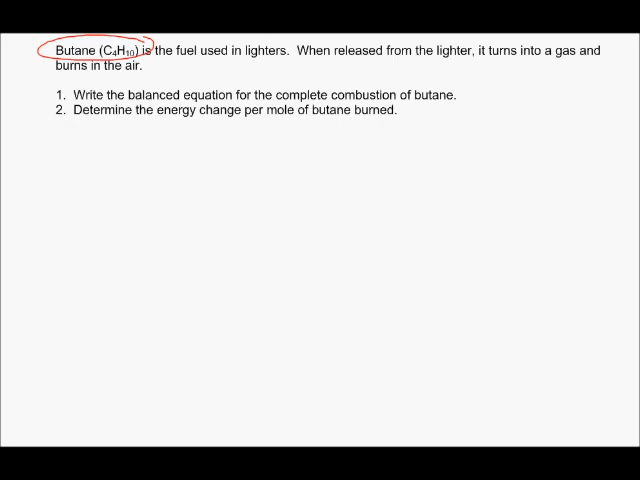 Butane (C₄H₁₀) is the fuel used in lighters. When released from the lighter, it turns into a gas and
burns in the air.
1. Write the balanced equation for the complete combustion of butane.
2. Determine the energy change per mole of butane burned.